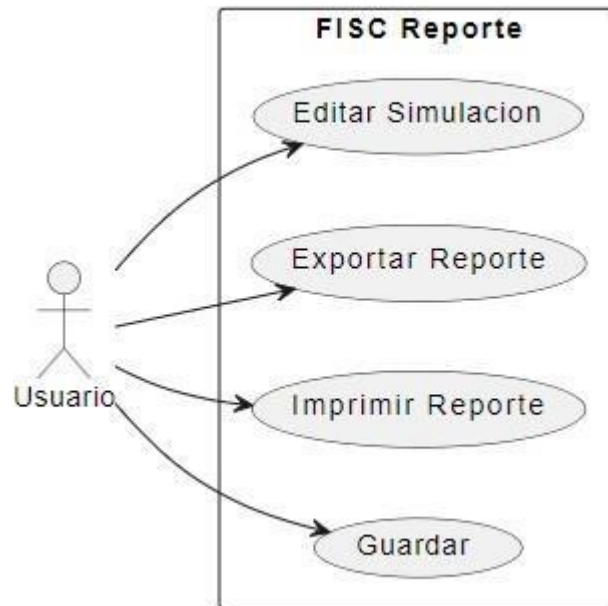 FISC Reporte
Editar Simulacion
Exportar Reporte
Imprimir Reporte
Usuario
Guardar